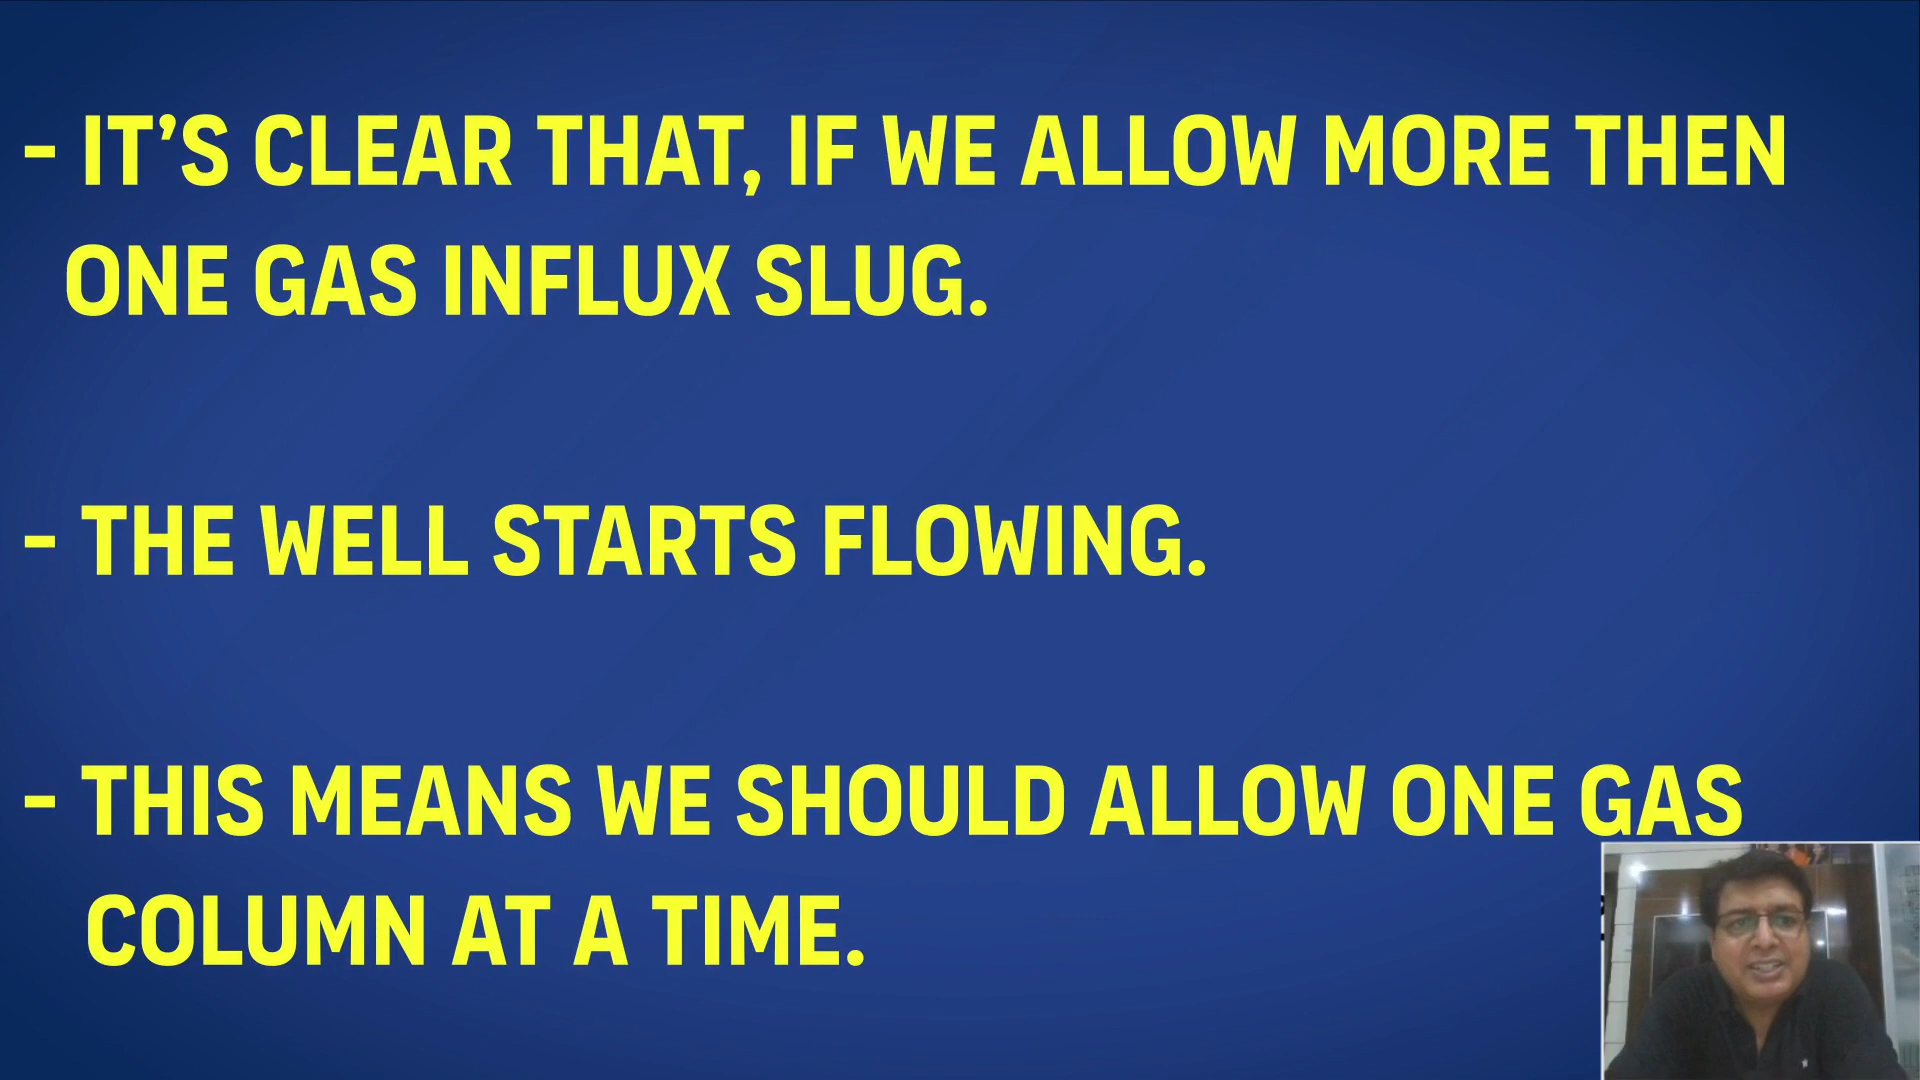 - IT’S CLEAR THAT, IF WE ALLOW MORE THEN
ONE GAS INFLUX SLUG.
- THE WELL STARTS FLOWING.
- THIS MEANS WE SHOULD ALLOW ONE GAS
COLUMN AT A TIME.